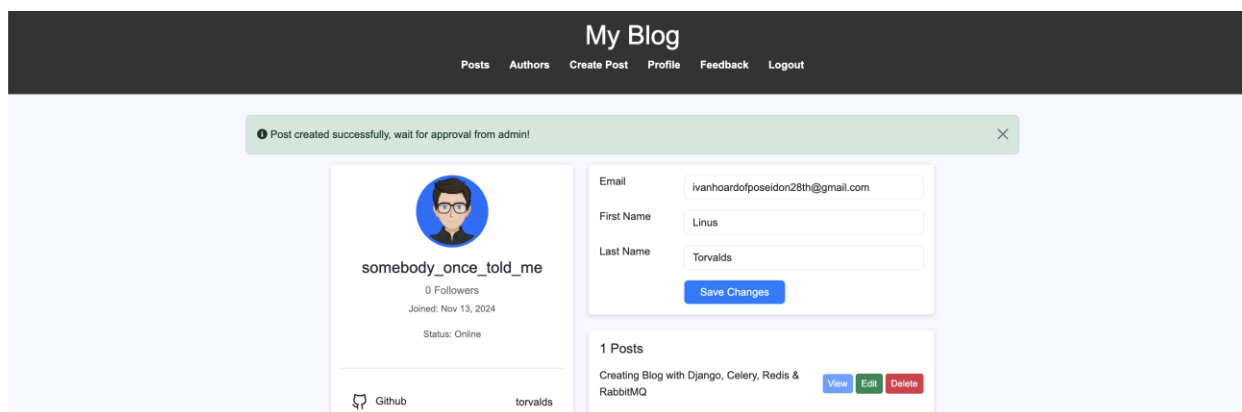 My Blog
Posts Authors Create Post Profile Feedback Logout
Post created successfully, wait for approval from admin!
somebody_once_told_me
0 Followers
Joined: Nov 13, 2024
Status: Online
Github torvalds
Email ivanhoardofposeidon28th@gmail.com
First Name Linus
Last Name Torvalds
Save Changes
1 Posts
Creating Blog with Django, Celery, Redis &
RabbitMQ
View Edit Delete